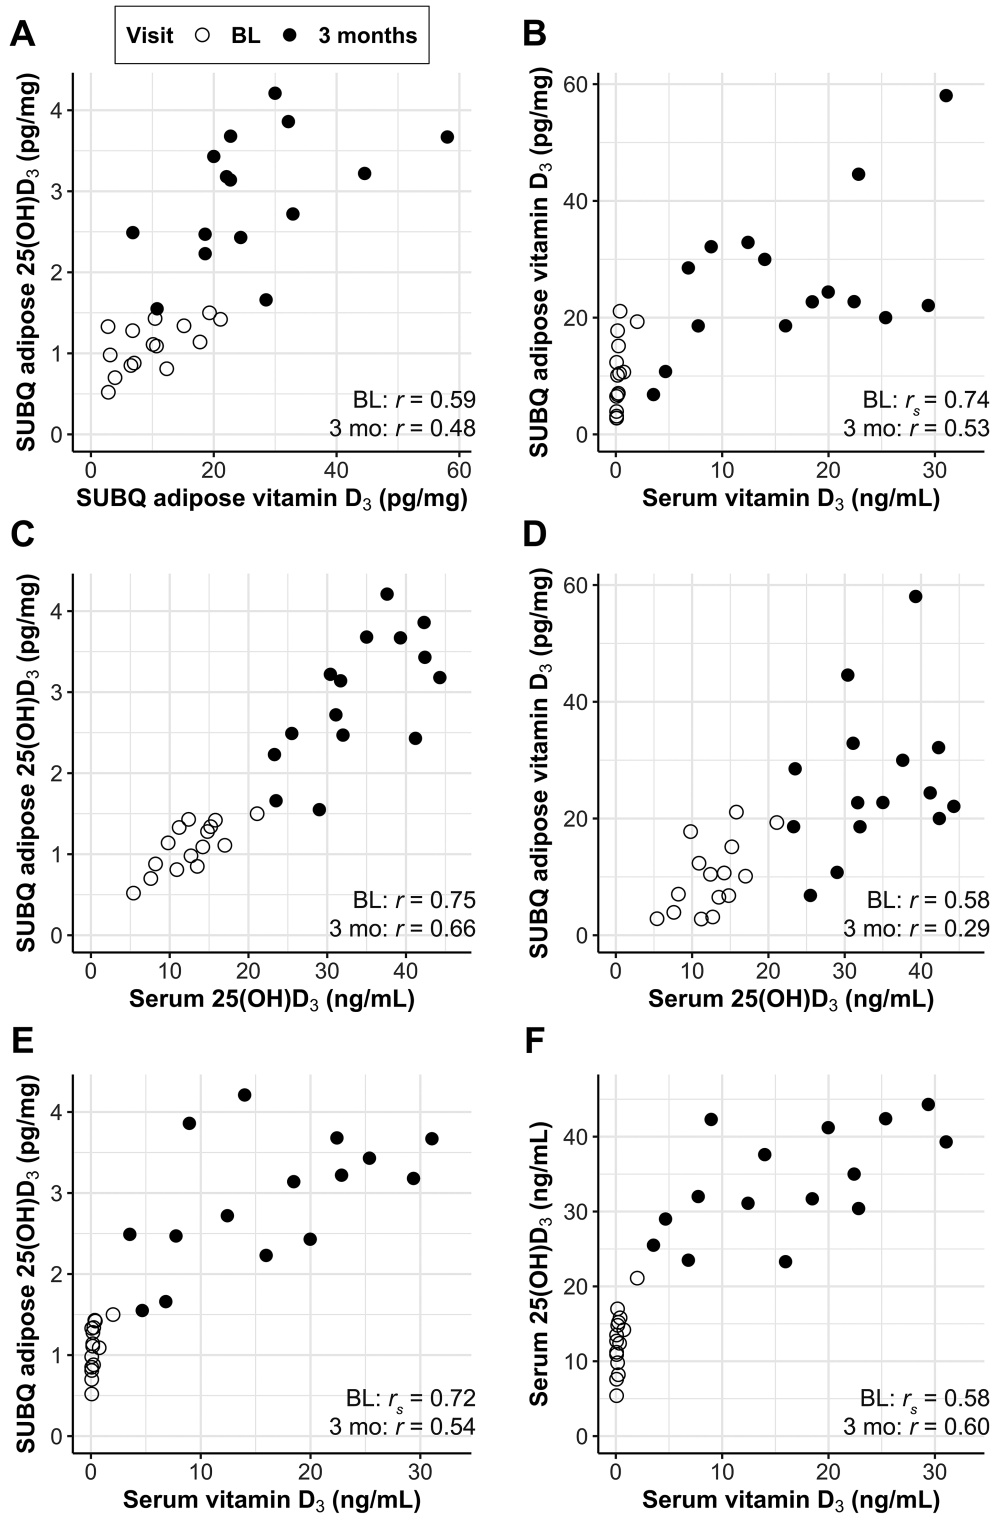 A
Visit BL 3 months
SUBQ adipose 25(OH)D₃ (pg/mg)
4
3
2
1
0
BL: r = 0.59
3 mo: r = 0.48
0 20 40 60
SUBQ adipose vitamin D₃ (pg/mg)
B
SUBQ adipose vitamin D₃ (pg/mg)
60
40
20
0
BL: rₛ = 0.74
3 mo: r = 0.53
0 10 20 30
Serum vitamin D₃ (ng/mL)
C
SUBQ adipose 25(OH)D₃ (pg/mg)
4
3
2
1
0
BL: r = 0.75
3 mo: r = 0.66
0 10 20 30 40
Serum 25(OH)D₃ (ng/mL)
D
SUBQ adipose vitamin D₃ (pg/mg)
60
40
20
0
BL: r = 0.58
3 mo: r = 0.29
0 10 20 30 40
Serum 25(OH)D₃ (ng/mL)
E
SUBQ adipose 25(OH)D₃ (pg/mg)
4
3
2
1
0
BL: rₛ = 0.72
3 mo: r = 0.54
0 10 20 30
Serum vitamin D₃ (ng/mL)
F
Serum 25(OH)D₃ (ng/mL)
40
30
20
10
0
BL: rₛ = 0.58
3 mo: r = 0.60
0 10 20 30
Serum vitamin D₃ (ng/mL)